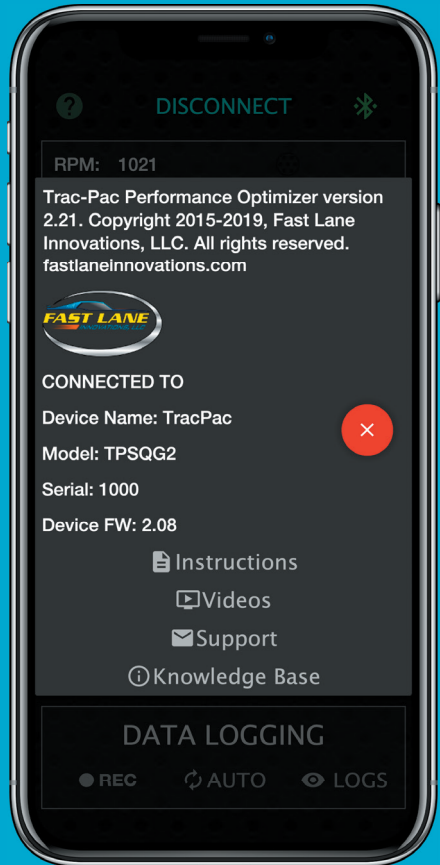 DISCONNECT
RPM: 1021
Trac-Pac Performance Optimizer version
2.21. Copyright 2015-2019, Fast Lane
Innovations, LLC. All rights reserved.
fastlaneinnovations.com
FAST LANE
INNOVATIONS, LLC
CONNECTED TO
Device Name: TracPac
Model: TPSQG2
Serial: 1000
Device FW: 2.08
Instructions
Videos
Support
Knowledge Base
DATA LOGGING
REC AUTO LOGS